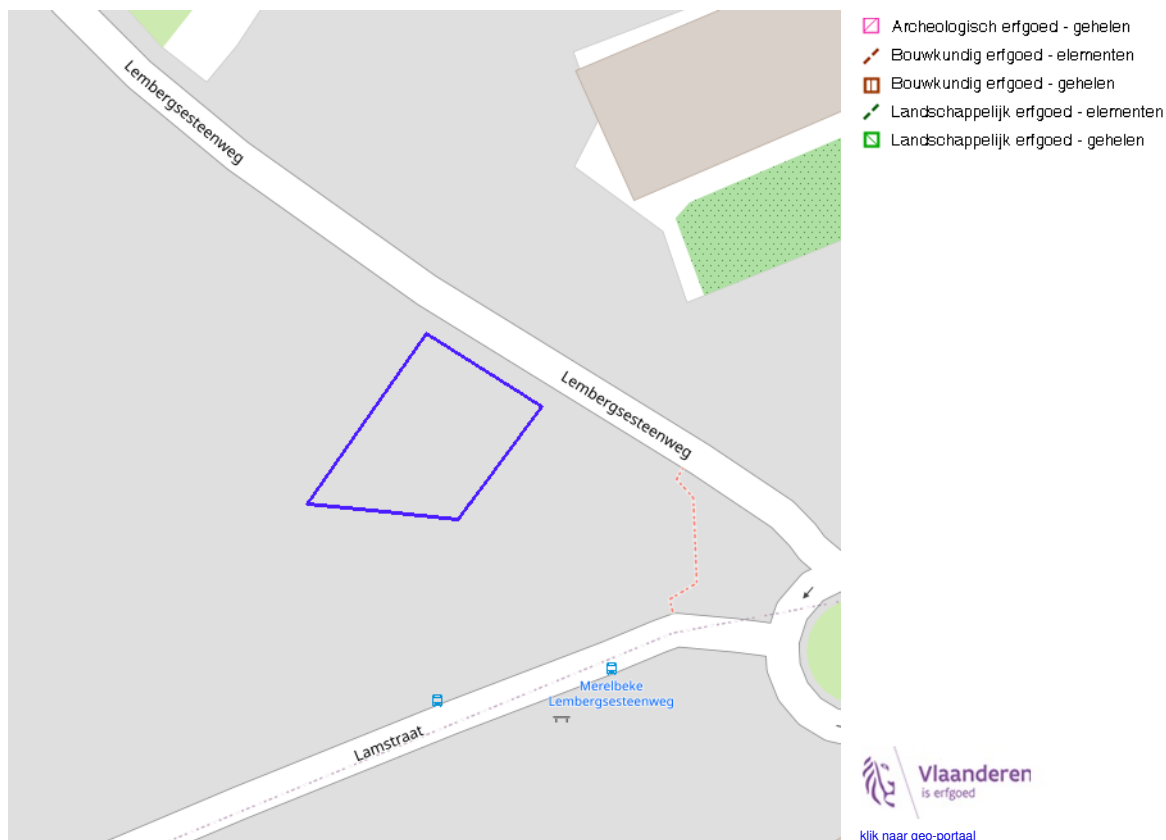 Lembergsesteenweg
Lembergsesteenweg
Merelbeke
Lembergsesteenweg
Lamstraat
Archeologisch erfgoed - gehelen
Bouwkundig erfgoed - elementen
Bouwkundig erfgoed - gehelen
Landschappelijk erfgoed - elementen
Landschappelijk erfgoed - gehelen
Vlaanderen
is erfgoed
klik naar geo-portaal